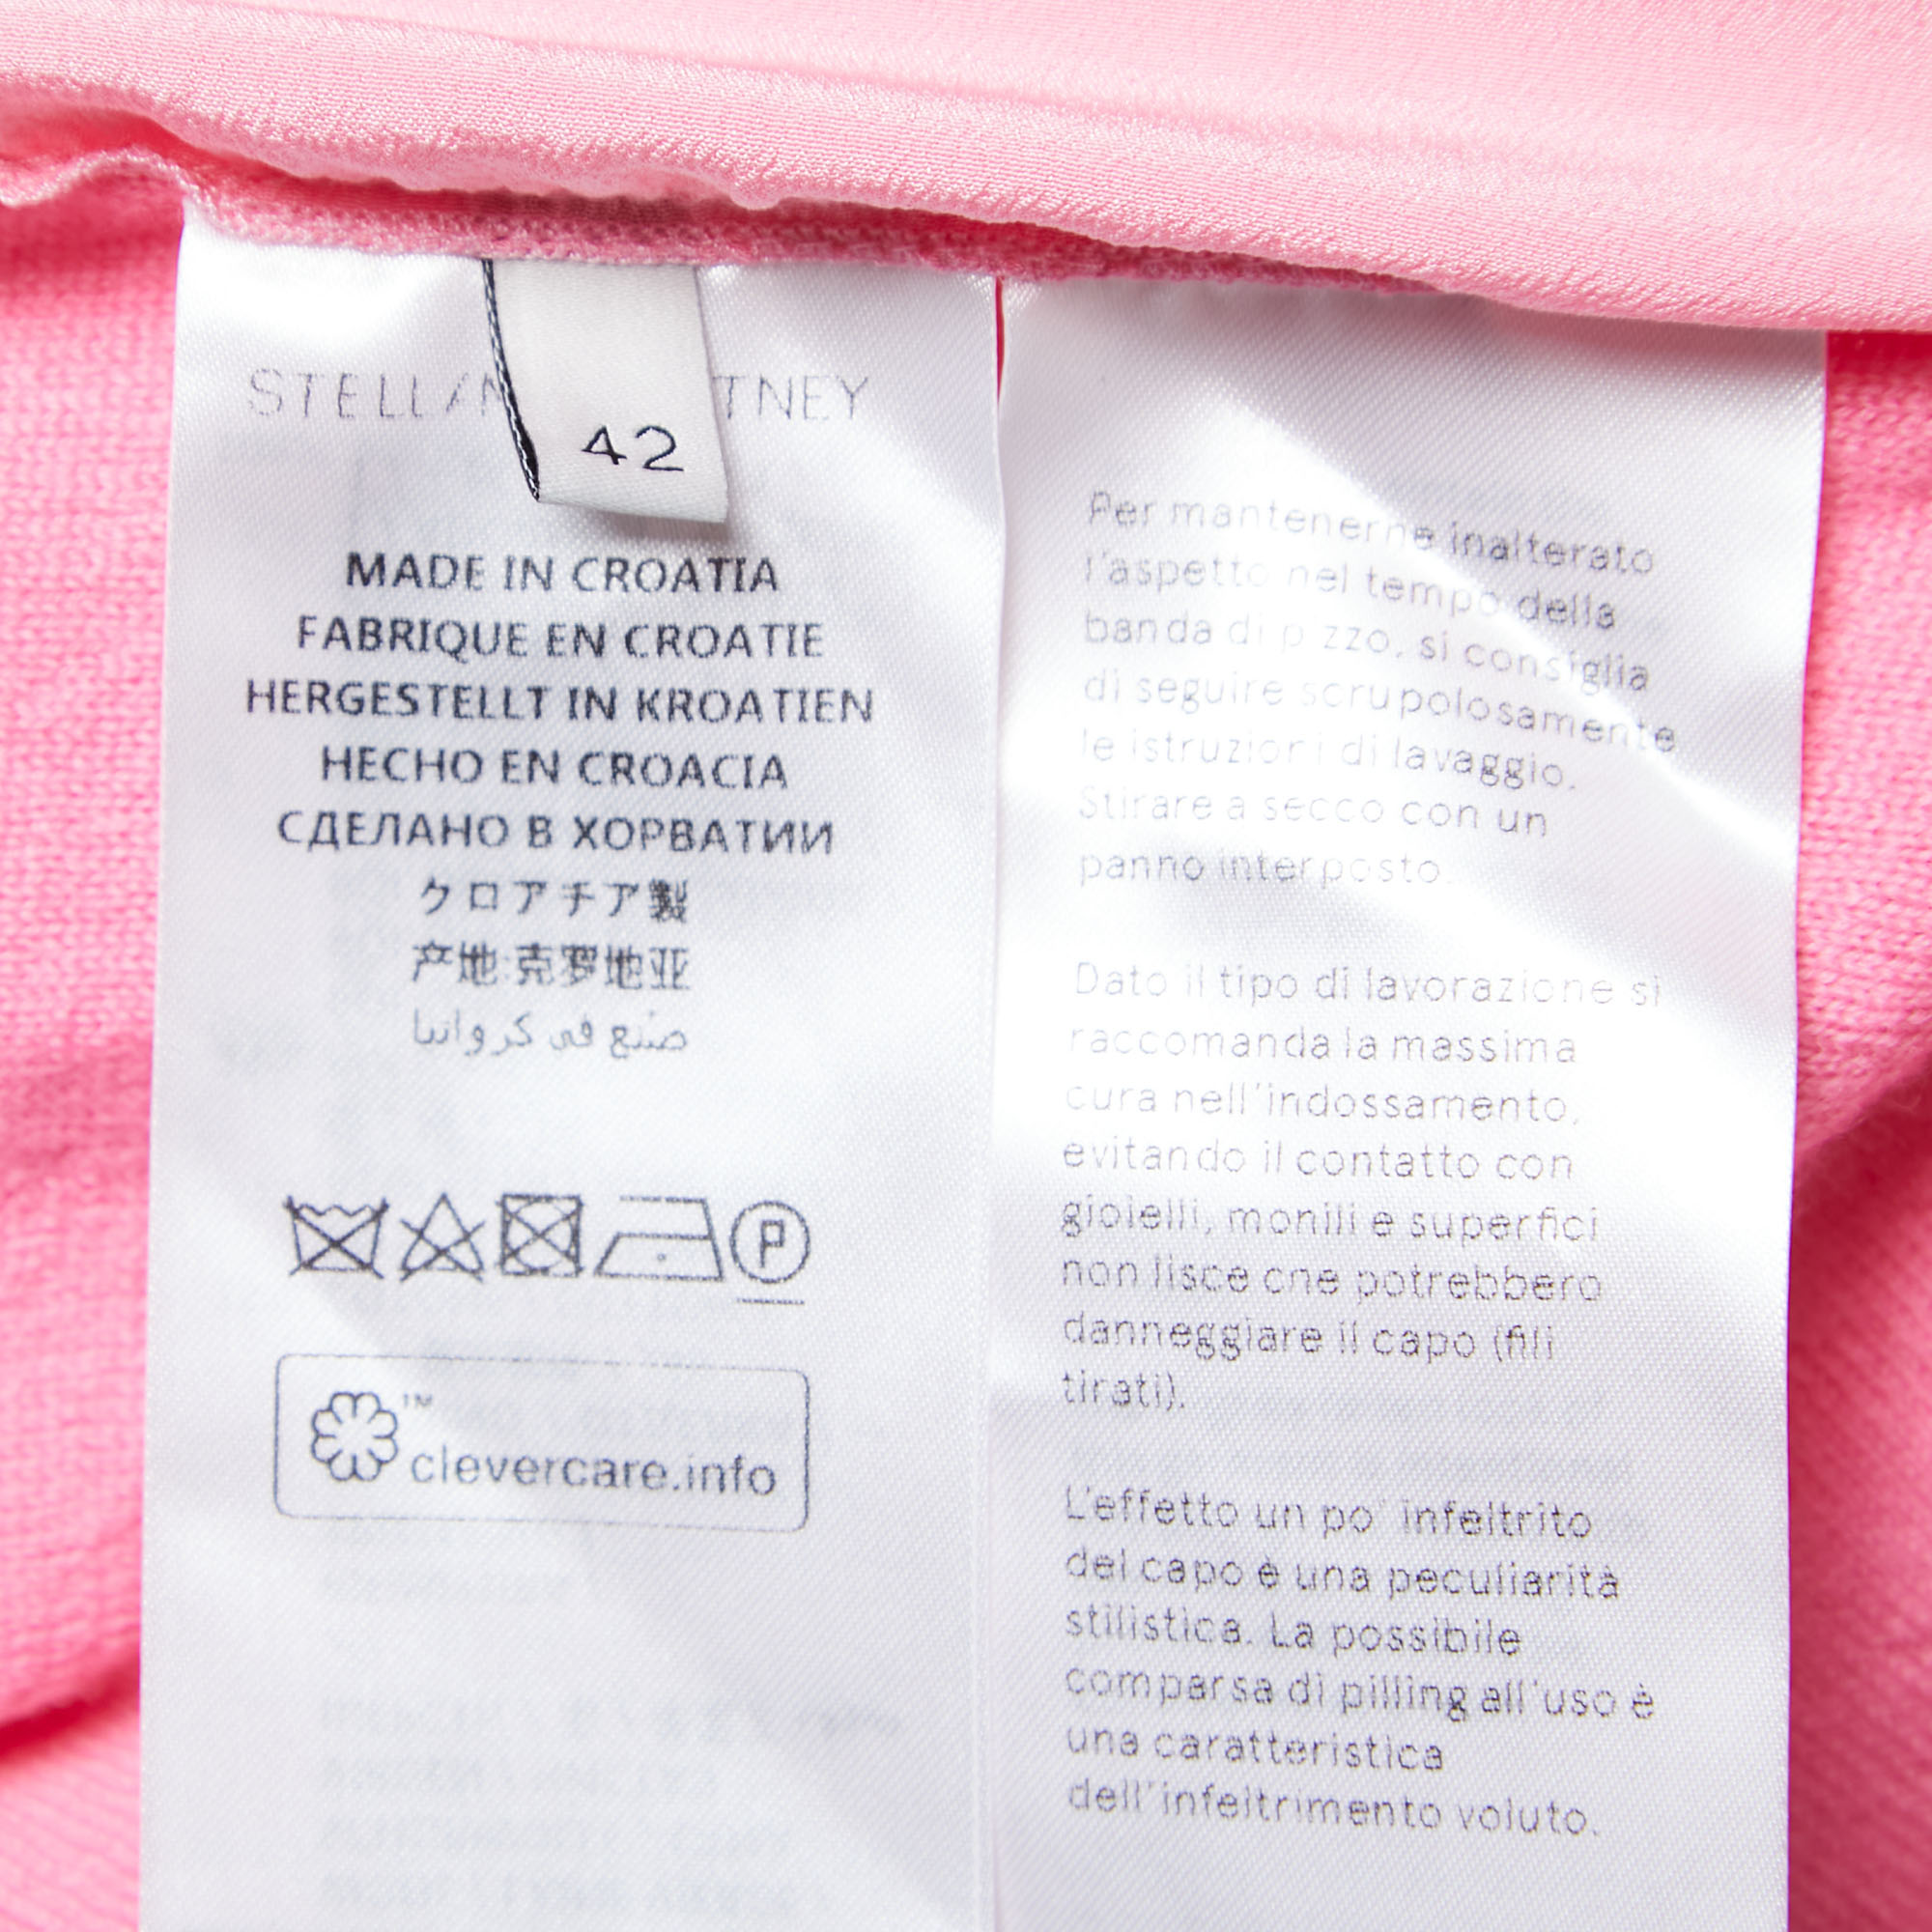 42
MADE IN CROATIA
FABRIQUE EN CROATIE
HERGESTELLT IN KROATIEN
HECHO EN CROACIA
СДЕЛАНО В ХОРВАТИИ
クロアチア製
产地:克罗地亚
صنع في كرواتيا
P
TM
clevercare.info
Per mantenerne inalterato
l'aspetto nel tempo della
banda di pizzo, si consiglia
di seguire scrupolosamente
le istruzioni di lavaggio.
Stirare a secco con un
panno interposto.
Dato il tipo di lavorazione si
raccomanda la massima
cura nell'indossamento,
evitando il contatto con
gioielli, monili e superfici
non lisce che potrebbero
danneggiare il capo (fili
tirati).
L'effetto un po' infeltrito
del capo è una peculiarità
stilistica. La possibile
comparsa di pilling all'uso è
una caratteristica
dell'infeltrimento voluto.